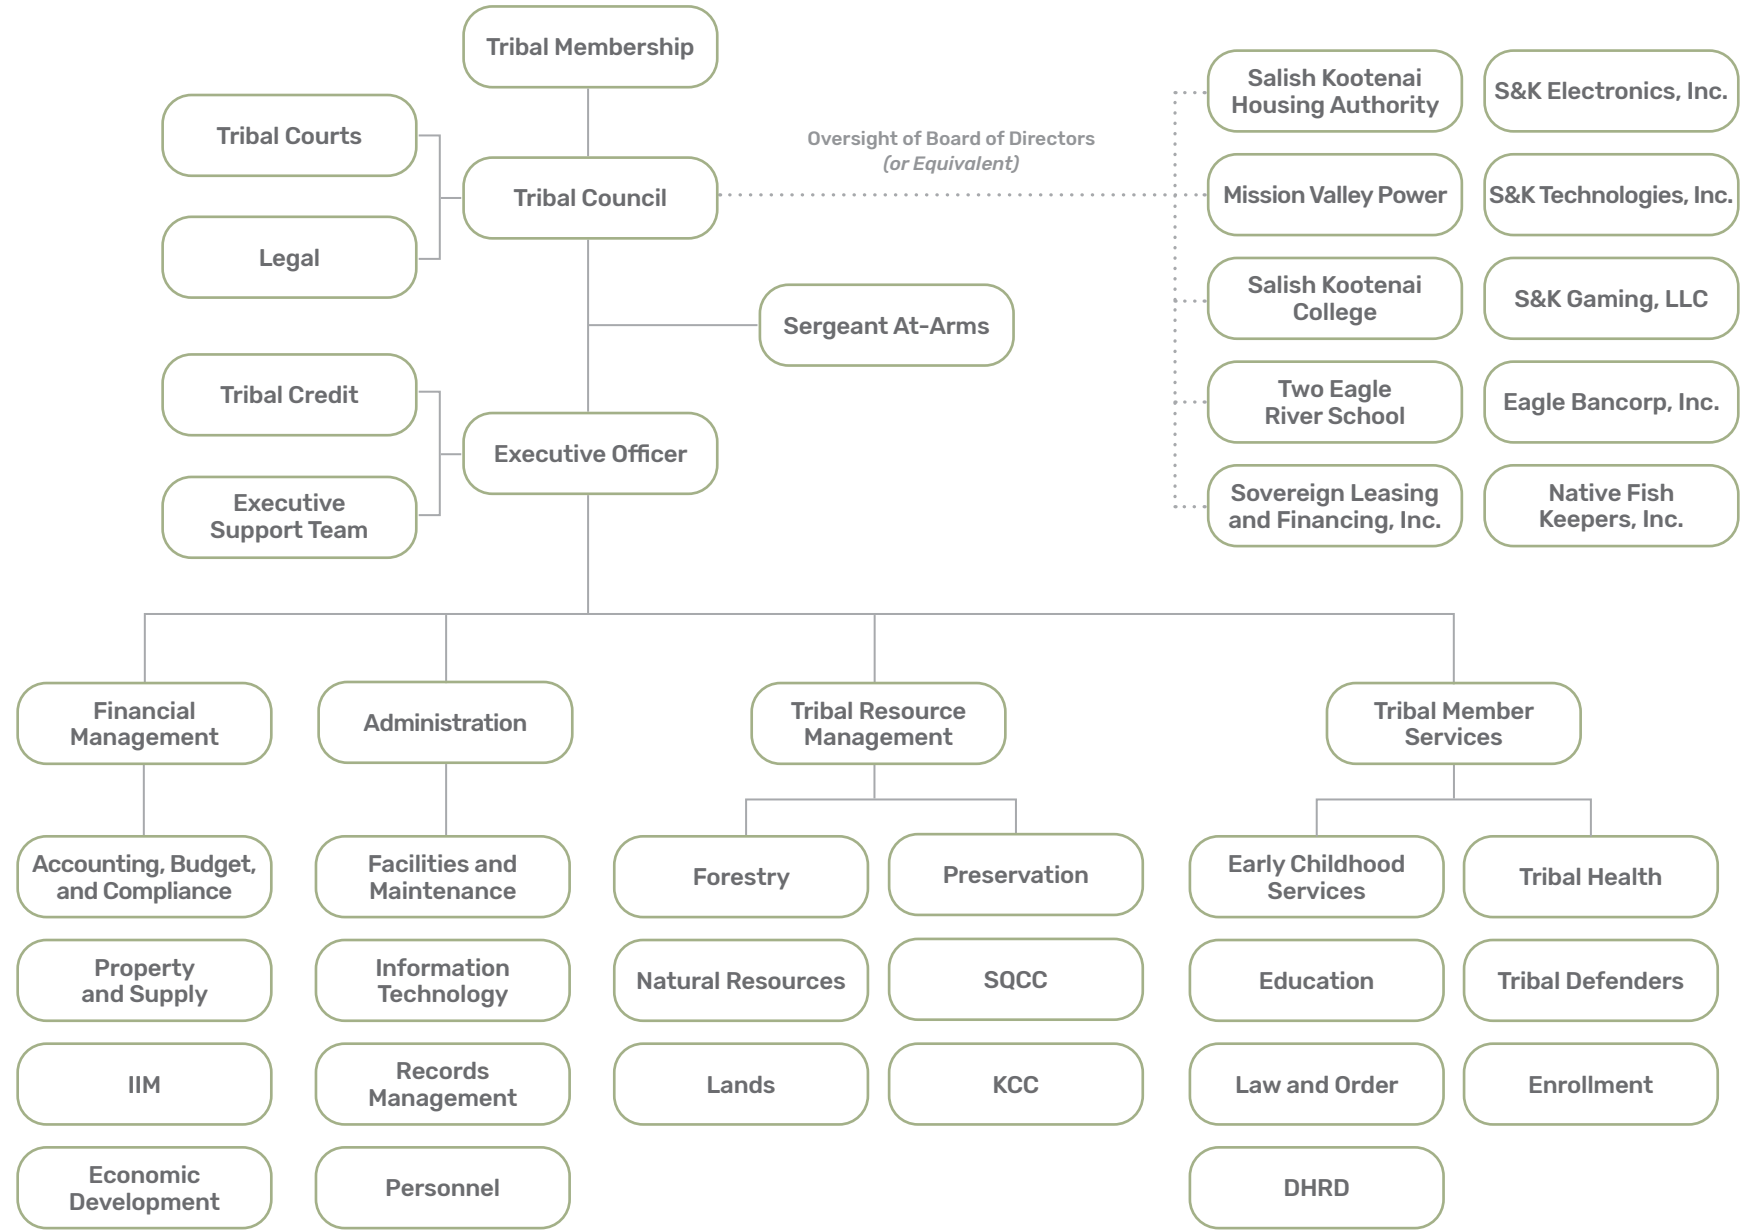 Tribal Membership
Tribal Courts
Legal
Tribal Council
Oversight of Board of Directors
(or Equivalent)
Salish Kootenai
Housing Authority
S&K Electronics, Inc.
Mission Valley Power
S&K Technologies, Inc.
Salish Kootenai
College
S&K Gaming, LLC
Two Eagle
River School
Eagle Bancorp, Inc.
Sovereign Leasing
and Financing, Inc.
Native Fish
Keepers, Inc.
Sergeant At-Arms
Tribal Credit
Executive
Support Team
Executive Officer
Financial
Management
Administration
Tribal Resource
Management
Tribal Member
Services
Accounting, Budget,
and Compliance
Property
and Supply
IIM
Economic
Development
Facilities and
Maintenance
Information
Technology
Records
Management
Personnel
Forestry
Natural Resources
Lands
Preservation
SQCC
KCC
Early Childhood
Services
Education
Law and Order
DHRD
Tribal Health
Tribal Defenders
Enrollment